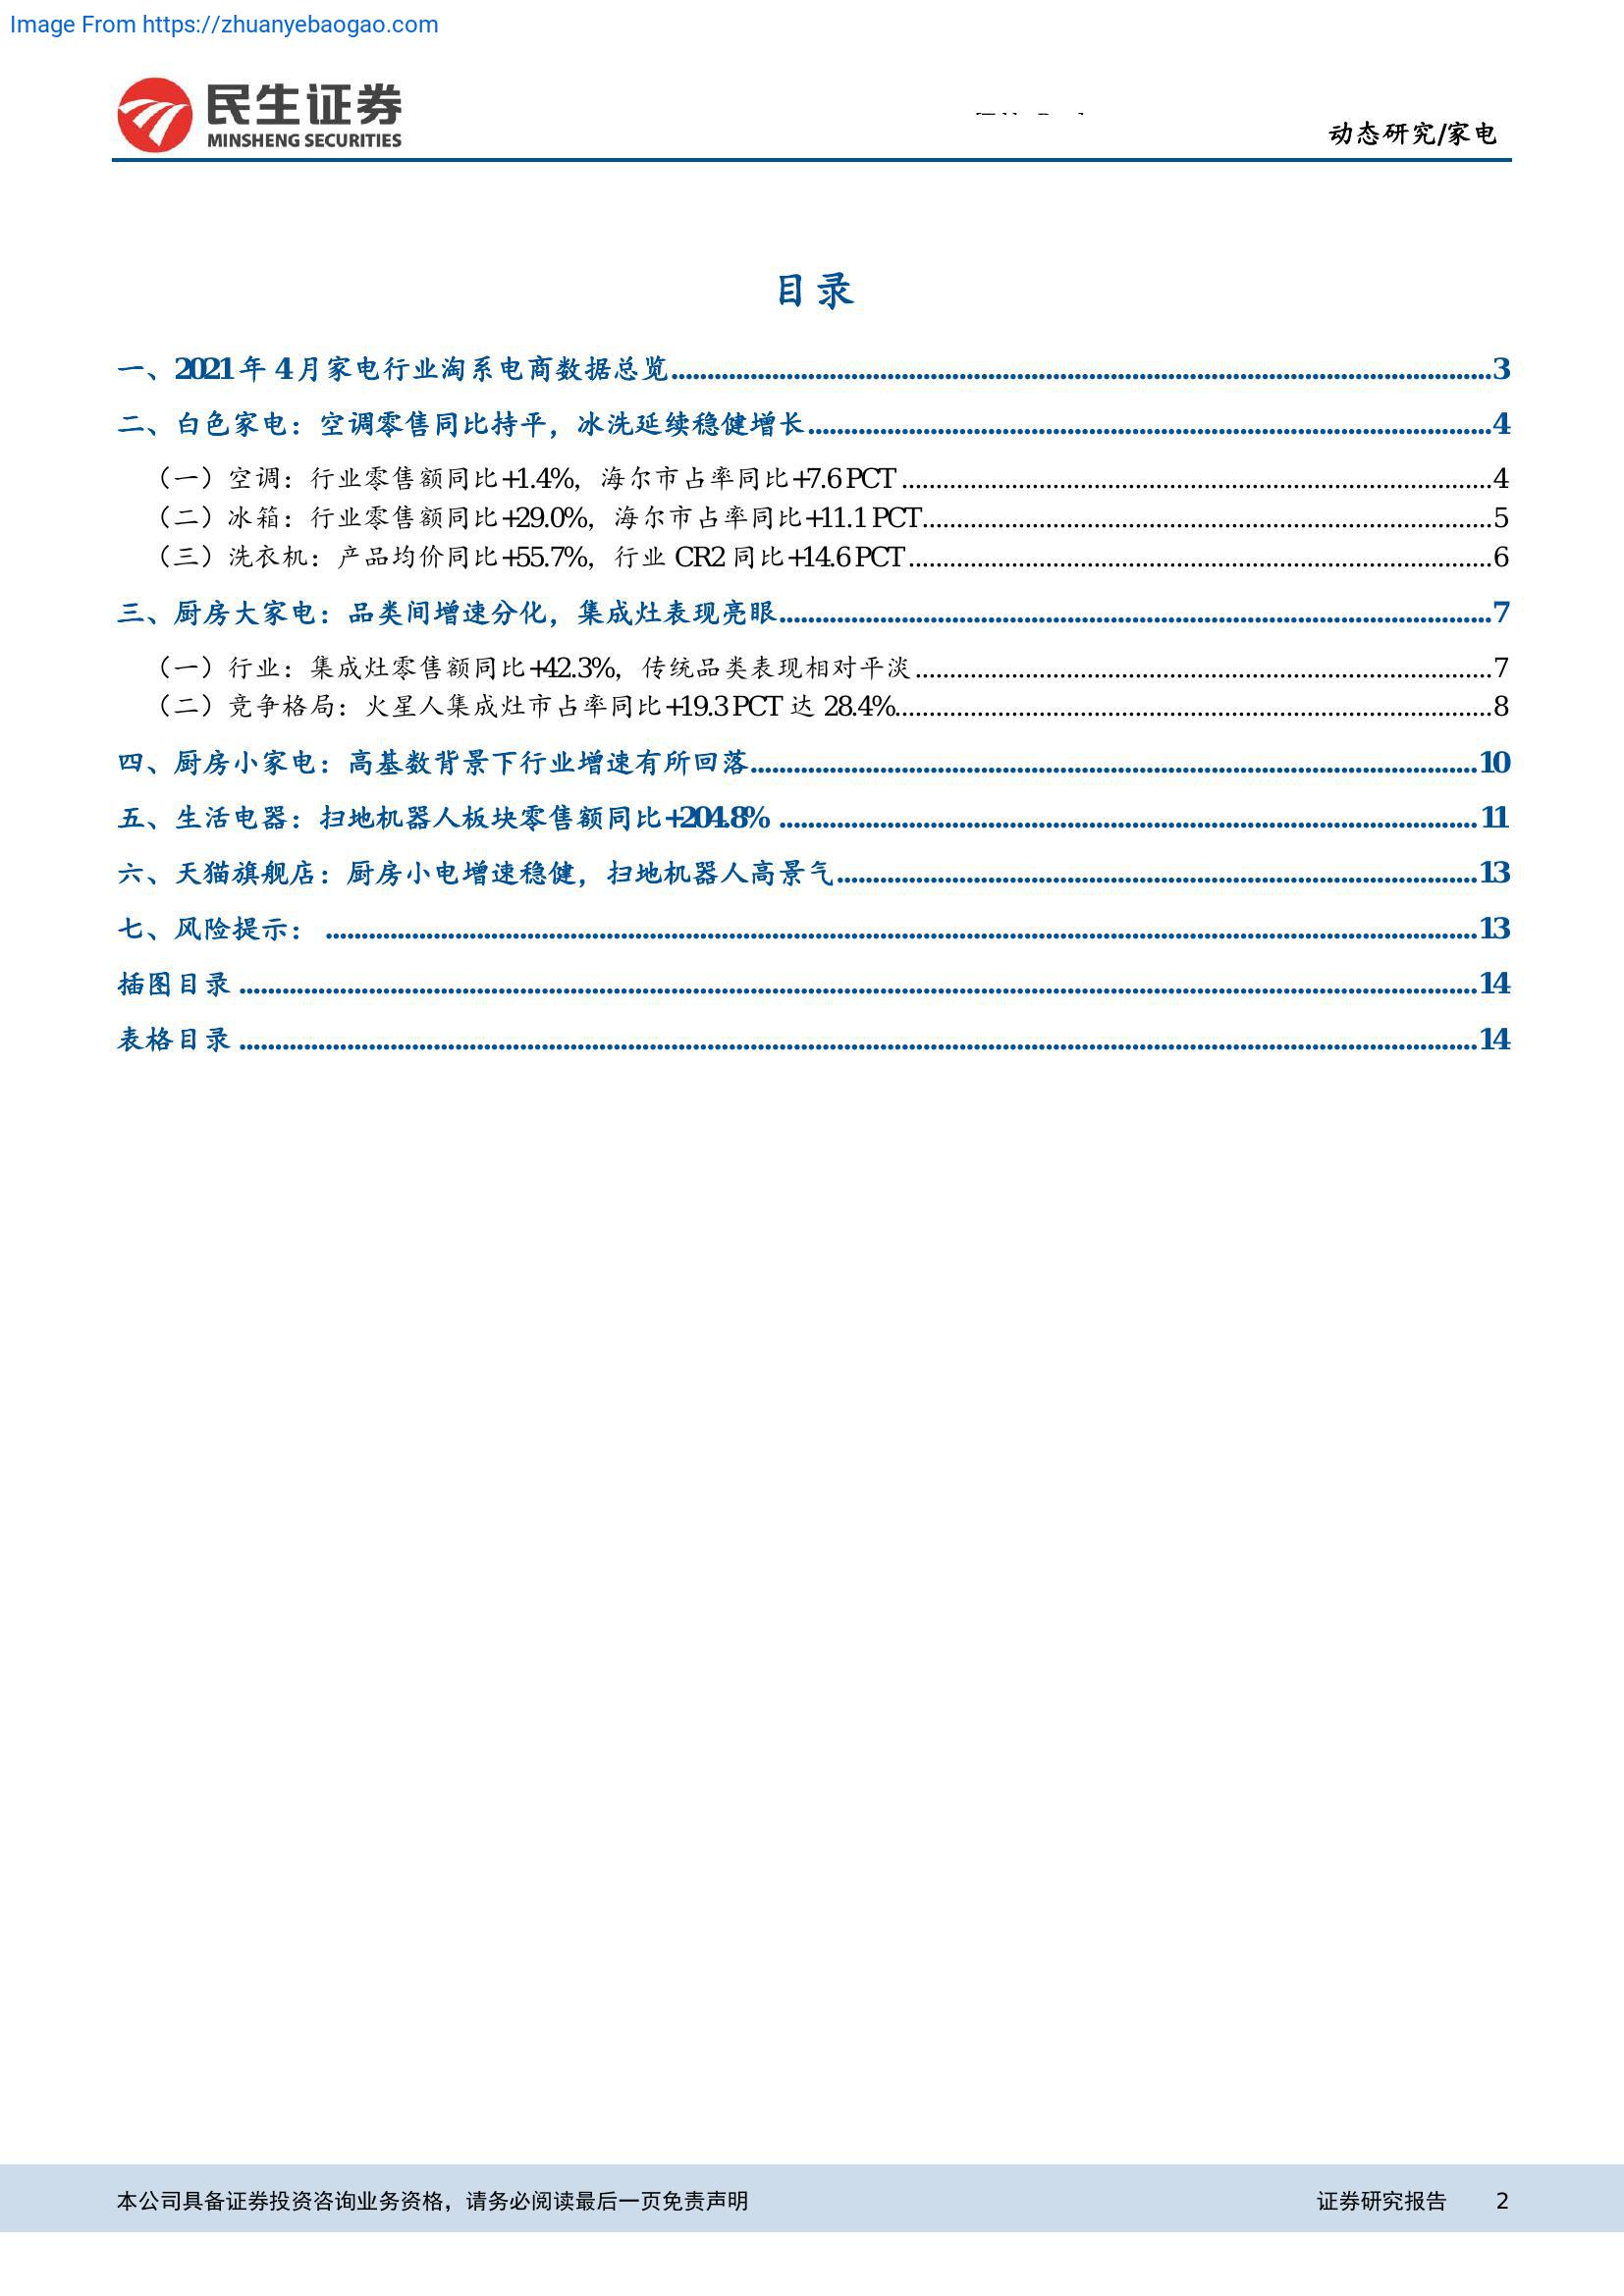 Image From https://zhuanyebaogao.com
民生证券
MINSHENG SECURITIES
动态研究/家电
目录
一、2021年4月家电行业淘系电商数据总览........3
二、白色家电：空调零售同比持平，冰洗延续稳健增长........4
（一）空调：行业零售额同比+1.4%，海尔市占率同比+7.6 PCT........4
（二）冰箱：行业零售额同比+29.0%，海尔市占率同比+11.1 PCT........5
（三）洗衣机：产品均价同比+55.7%，行业 CR2 同比+14.6 PCT........6
三、厨房大家电：品类间增速分化，集成灶表现亮眼........7
（一）行业：集成灶零售额同比+42.3%，传统品类表现相对平淡........7
（二）竞争格局：火星人集成灶市占率同比+19.3 PCT 达 28.4%........8
四、厨房小家电：高基数背景下行业增速有所回落........10
五、生活电器：扫地机器人板块零售额同比+204.8%........11
六、天猫旗舰店：厨房小电增速稳健，扫地机器人高景气........13
七、风险提示：........13
插图目录........14
表格目录........14
本公司具备证券投资咨询业务资格，请务必阅读最后一页免责声明
证券研究报告 2